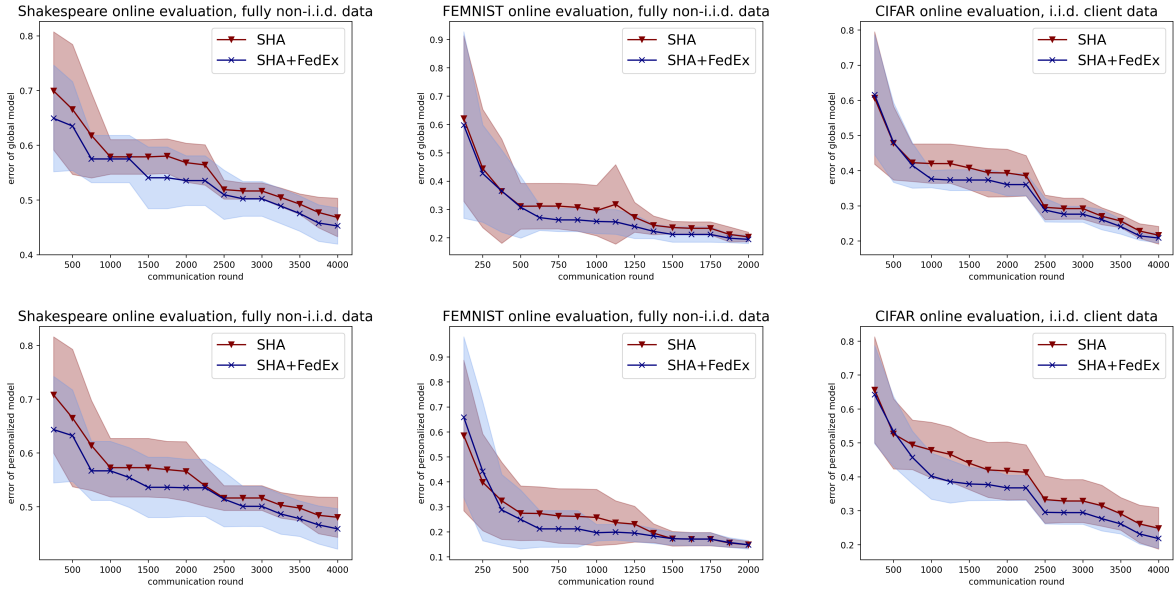 Shakespeare online evaluation, fully non-i.i.d. data
0.8
0.7
0.6
0.5
0.4
error of global model
500 1000 1500 2000 2500 3000 3500 4000
communication round
SHA
SHA+FedEx
FEMNIST online evaluation, fully non-i.i.d. data
0.9
0.8
0.7
0.6
0.5
0.4
0.3
0.2
error of global model
250 500 750 1000 1250 1500 1750 2000
communication round
SHA
SHA+FedEx
CIFAR online evaluation, i.i.d. client data
0.8
0.7
0.6
0.5
0.4
0.3
0.2
error of global model
500 1000 1500 2000 2500 3000 3500 4000
communication round
SHA
SHA+FedEx
Shakespeare online evaluation, fully non-i.i.d. data
0.8
0.7
0.6
0.5
error of personalized model
500 1000 1500 2000 2500 3000 3500 4000
communication round
SHA
SHA+FedEx
FEMNIST online evaluation, fully non-i.i.d. data
0.9
0.8
0.7
0.6
0.5
0.4
0.3
0.2
0.1
error of personalized model
250 500 750 1000 1250 1500 1750 2000
communication round
SHA
SHA+FedEx
CIFAR online evaluation, i.i.d. client data
0.8
0.7
0.6
0.5
0.4
0.3
0.2
error of personalized model
500 1000 1500 2000 2500 3000 3500 4000
communication round
SHA
SHA+FedEx